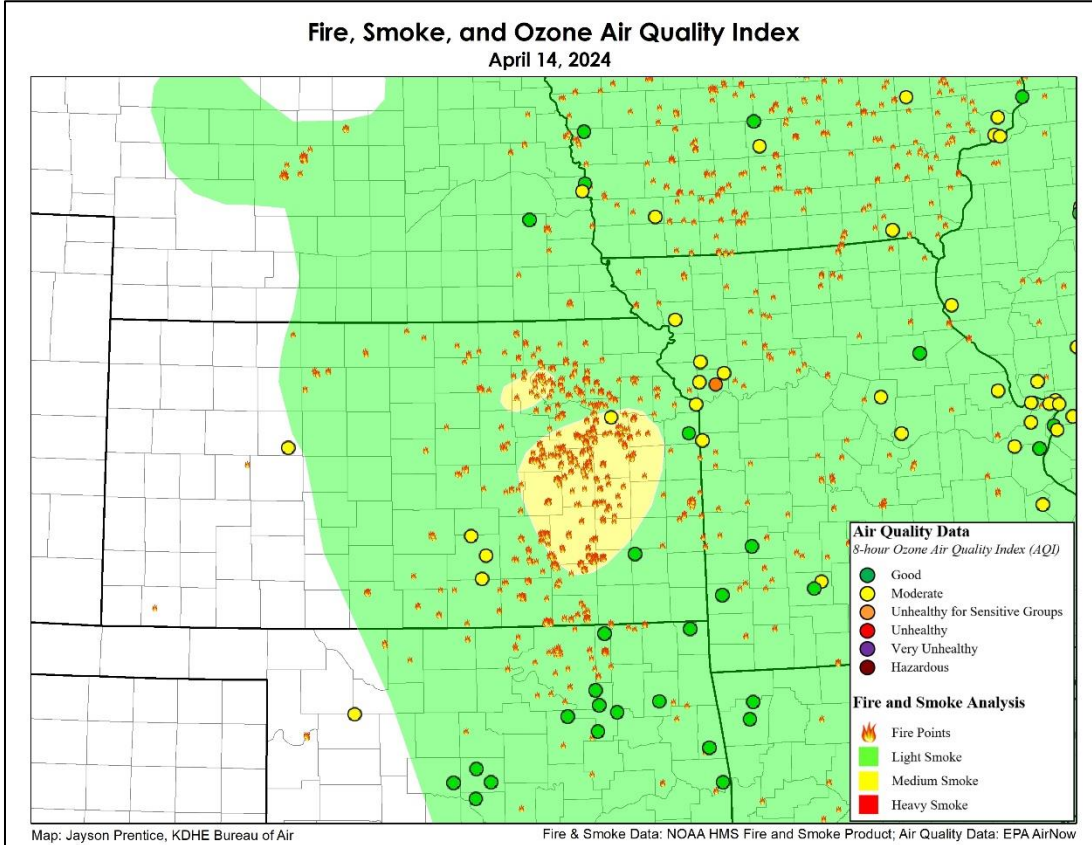 Fire, Smoke, and Ozone Air Quality Index
April 14, 2024
Air Quality Data
8-hour Ozone Air Quality Index (AQI)
Good
Moderate
Unhealthy for Sensitive Groups
Unhealthy
Very Unhealthy
Hazardous
Fire and Smoke Analysis
Fire Points
Light Smoke
Medium Smoke
Heavy Smoke
Map: Jayson Prentice, KDHE Bureau of Air
Fire & Smoke Data: NOAA HMS Fire and Smoke Product; Air Quality Data: EPA AirNow